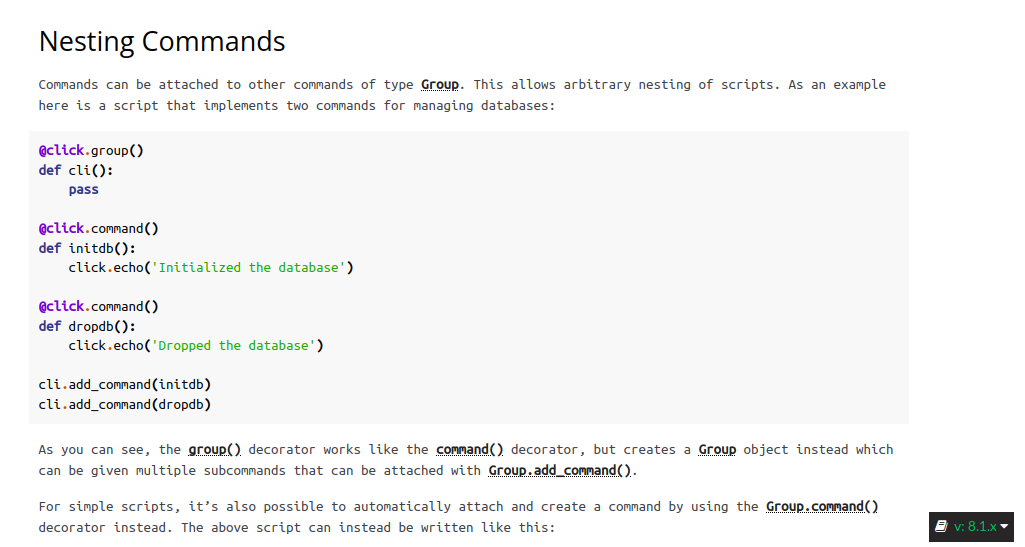 Nesting Commands
Commands can be attached to other commands of type Group. This allows arbitrary nesting of scripts. As an example
here is a script that implements two commands for managing databases:
@click.group()
def cli():
    pass
@click.command()
def initdb():
    click.echo('Initialized the database')
@click.command()
def dropdb():
    click.echo('Dropped the database')
cli.add_command(initdb)
cli.add_command(dropdb)
As you can see, the group() decorator works like the command() decorator, but creates a Group object instead which
can be given multiple subcommands that can be attached with Group.add_command().
For simple scripts, it’s also possible to automatically attach and create a command by using the Group.command()
decorator instead. The above script can instead be written like this:
v: 8.1.x